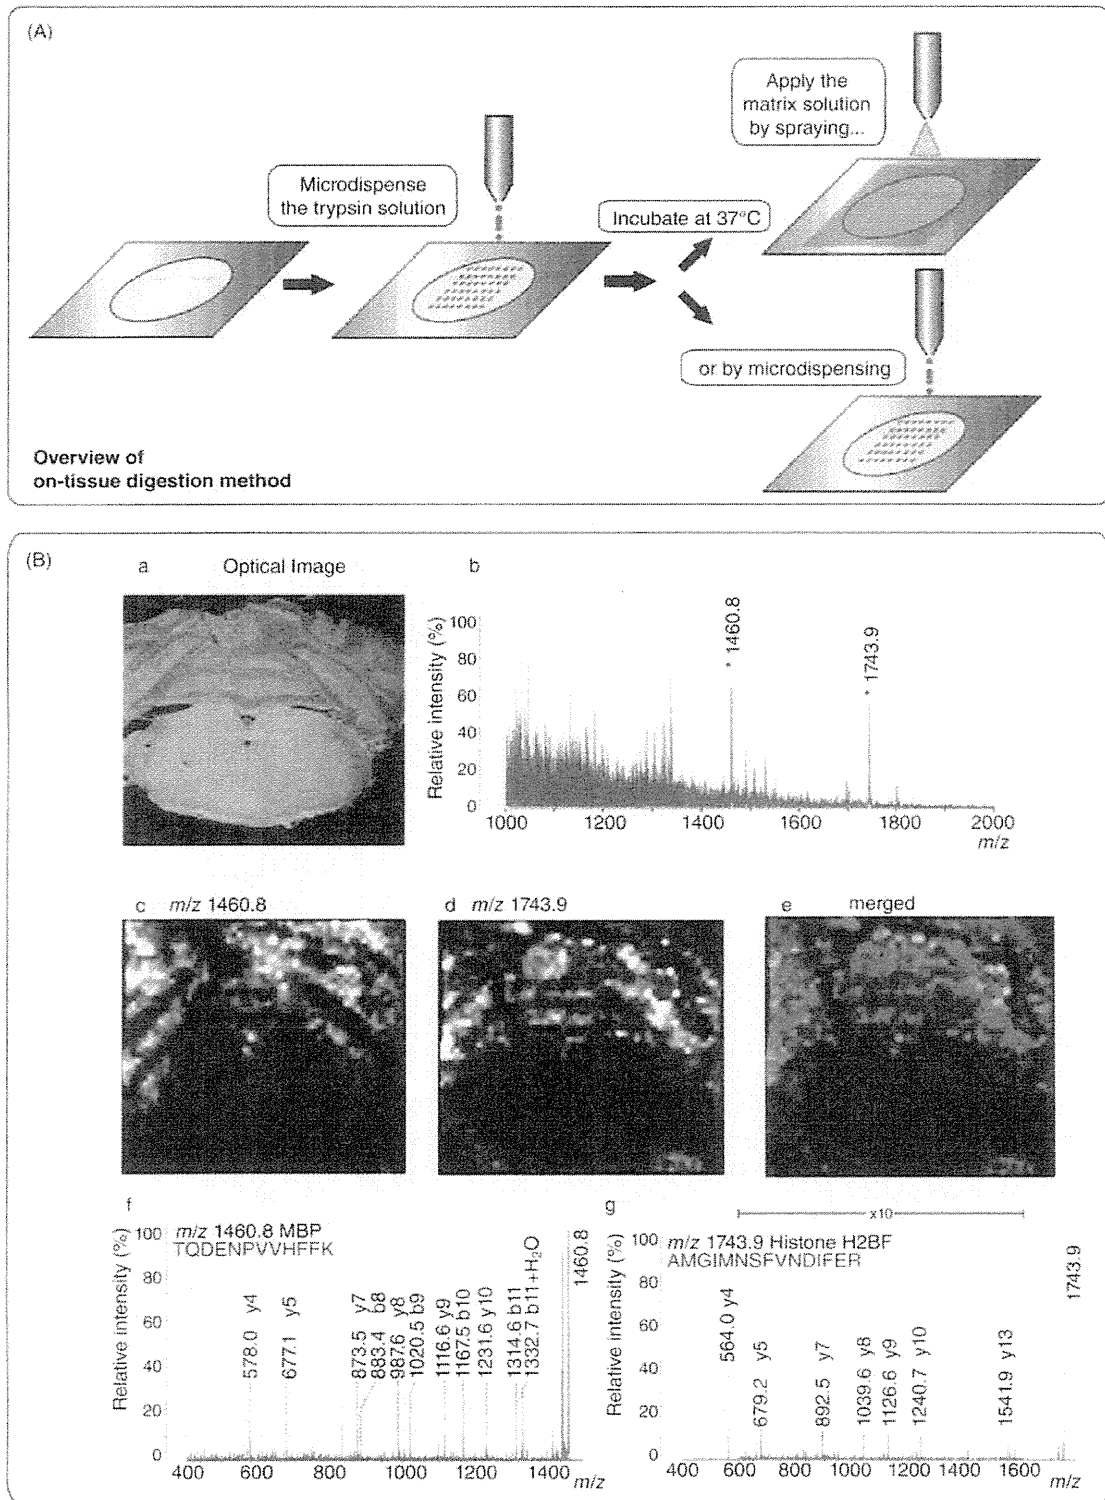 (A)
Apply the
matrix solution
by spraying...
Microdispense
the trypsin solution
Incubate at 37°C
or by microdispensing
Overview of
on-tissue digestion method
(B)
a
Optical Image
b
Relative intensity (%)
100
80
60
40
20
0
* 1460.8
* 1743.9
1000
1200
1400
1600
1800
2000
m/z
c m/z 1460.8
d m/z 1743.9
e merged
f
Relative intensity (%)
100
80
60
40
20
0
m/z 1460.8 MBP
TQDENPVVHFFK
578.0 y4
677.1 y5
873.5 y7
883.4 b8
987.6 y8
1020.5 b9
1116.6 y9
1167.5 b10
1231.6 y10
1314.6 b11
1332.7 b11+H₂O
1460.8
400
600
800
1000
1200
1400
m/z
g
x10
Relative intensity (%)
100
80
60
40
20
0
m/z 1743.9 Histone H2BF
AMGIMNSFVNDIFER
564.0 y4
679.2 y5
892.5 y7
1039.6 y8
1126.6 y9
1240.7 y10
1541.9 y13
1743.9
400
600
800
1000
1200
1400
1600
m/z